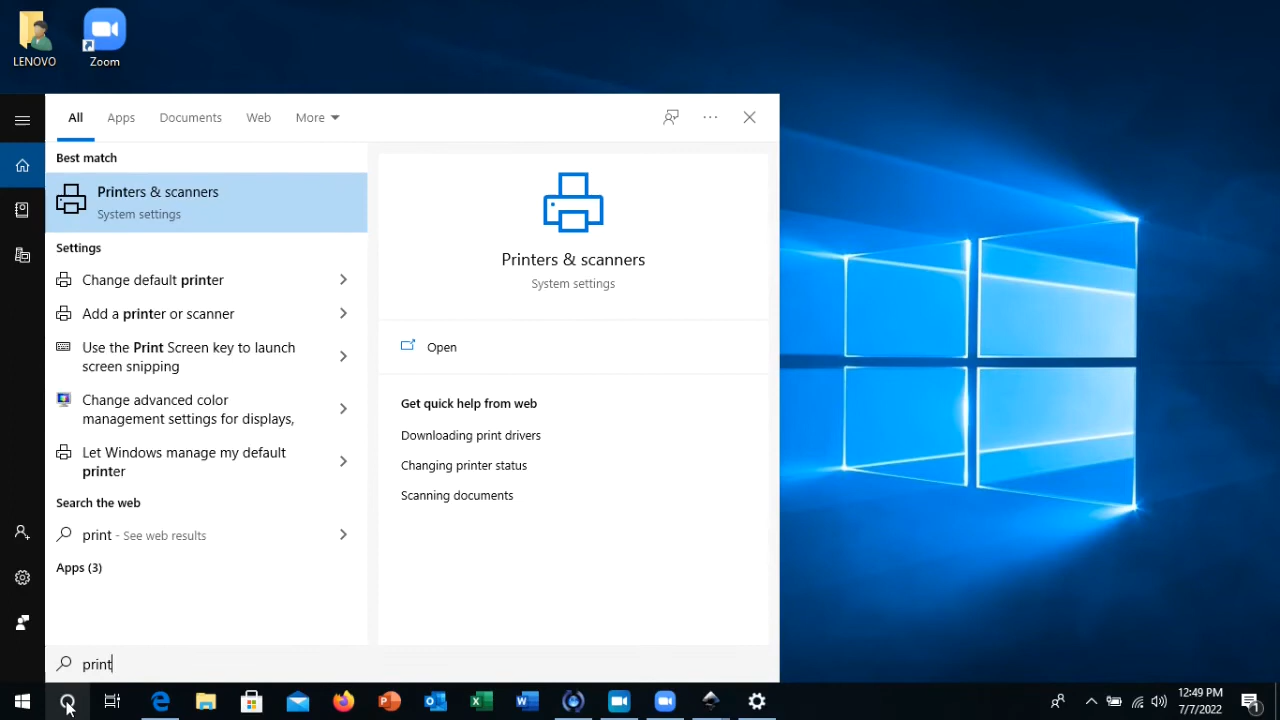 LENOVO
Zoom
All
Apps
Documents
Web
More
Best match
Printers & scanners
System settings
Settings
Change default printer
Add a printer or scanner
Use the Print Screen key to launch
screen snipping
Change advanced color
management settings for displays,
Let Windows manage my default
printer
Search the web
print - See web results
Apps (3)
print
Printers & scanners
System settings
Open
Get quick help from web
Downloading print drivers
Changing printer status
Scanning documents
12:49 PM
7/7/2022
1